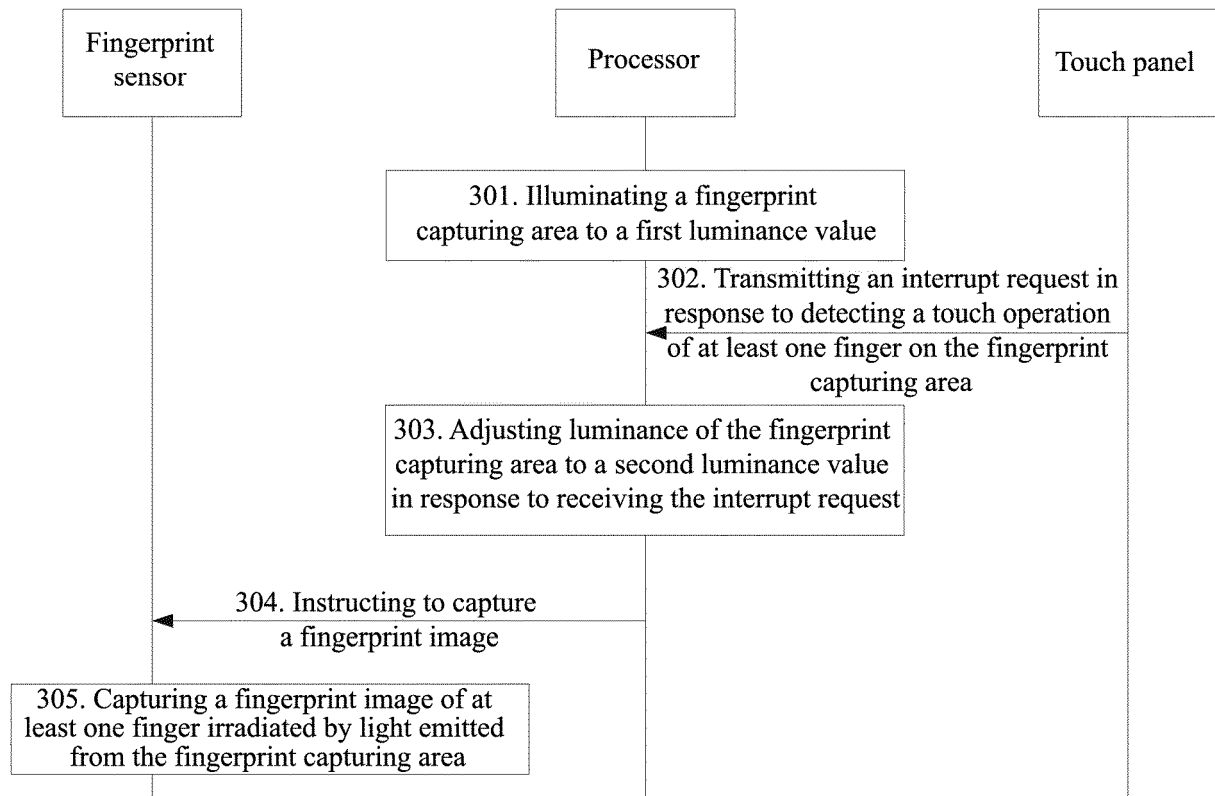 Fingerprint
sensor
Processor
Touch panel
301. Illuminating a fingerprint
capturing area to a first luminance value
302. Transmitting an interrupt request in
response to detecting a touch operation
of at least one finger on the fingerprint
capturing area
303. Adjusting luminance of the fingerprint
capturing area to a second luminance value
in response to receiving the interrupt request
304. Instructing to capture
a fingerprint image
305. Capturing a fingerprint image of at
least one finger irradiated by light emitted
from the fingerprint capturing area